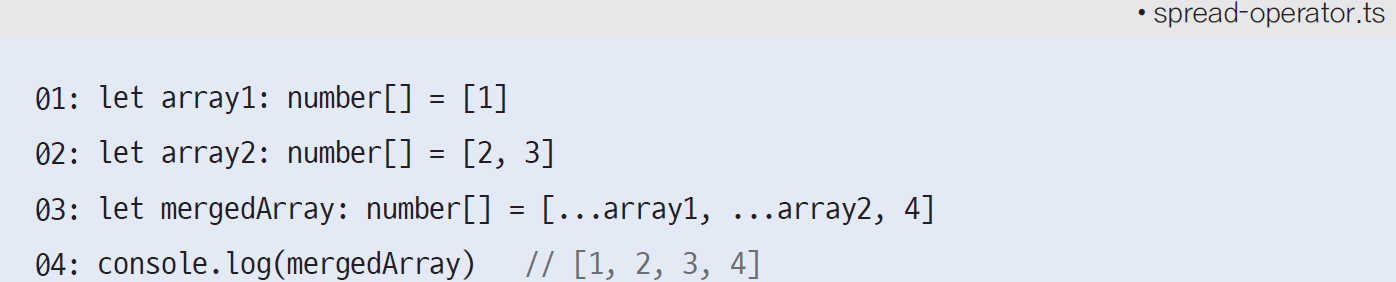 • spread-operator.ts
01: let array1: number[] = [1]
02: let array2: number[] = [2, 3]
03: let mergedArray: number[] = [...array1, ...array2, 4]
04: console.log(mergedArray)   // [1, 2, 3, 4]